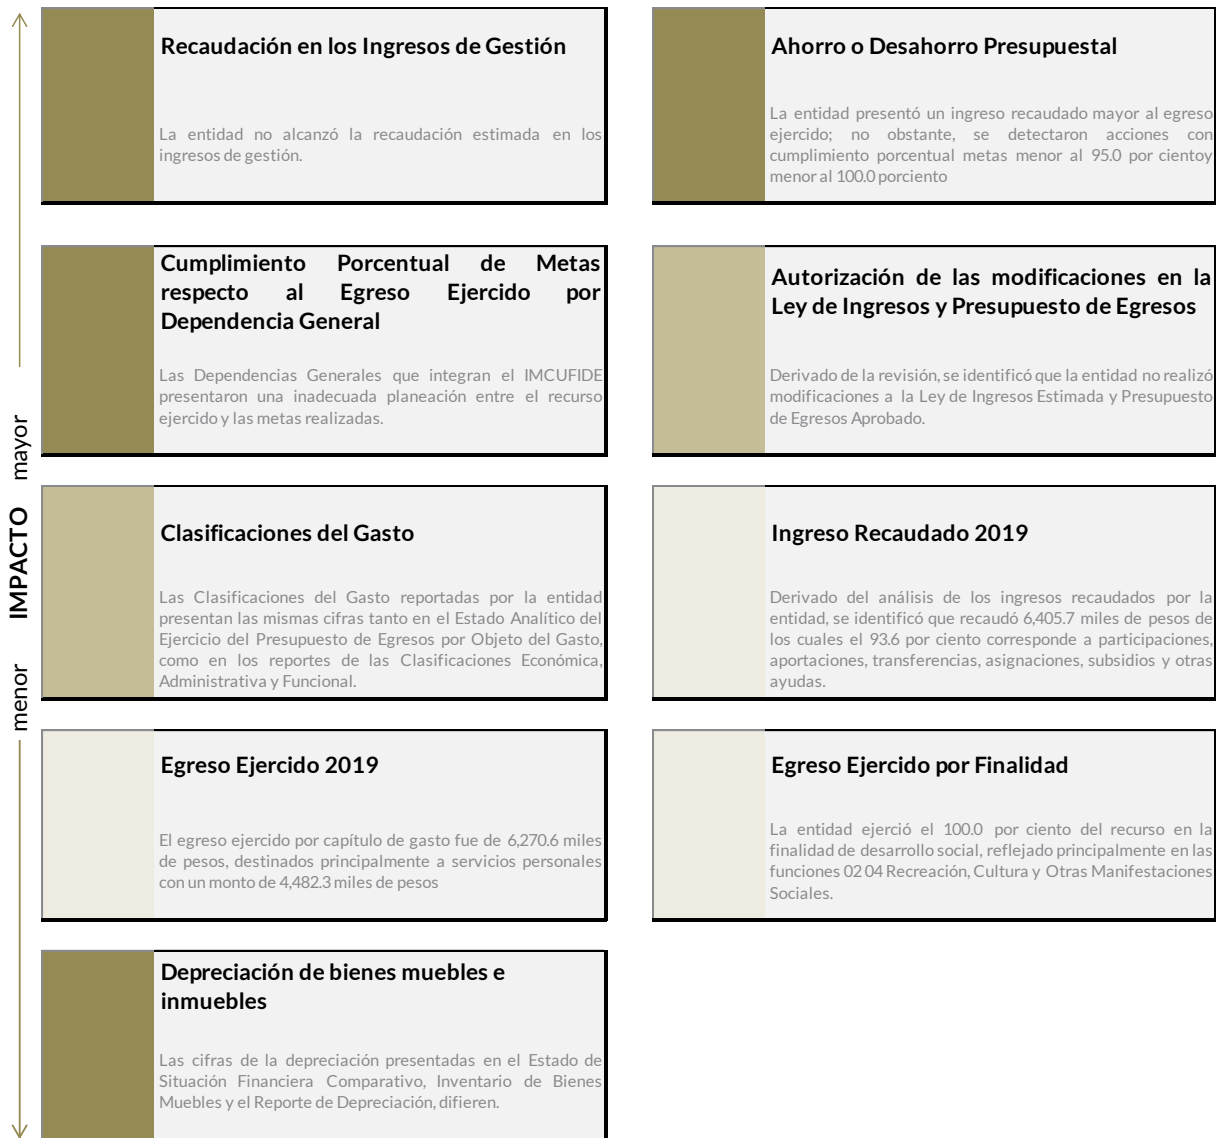 Recaudación en los Ingresos de Gestión
La entidad no alcanzó la recaudación estimada en los
ingresos de gestión.
Ahorro o Desahorro Presupuestal
La entidad presentó un ingreso recaudado mayor al egreso
ejercido; no obstante, se detectaron acciones con
cumplimiento porcentual metas menor al 95.0 por cientoy
menor al 100.0 porciento
Cumplimiento Porcentual de Metas
respecto al Egreso Ejercido por
Dependencia General
Las Dependencias Generales que integran el IMCUFIDE
presentaron una inadecuada planeación entre el recurso
ejercido y las metas realizadas.
Autorización de las modificaciones en la
Ley de Ingresos y Presupuesto de Egresos
Derivado de la revisión, se identificó que la entidad no realizó
modificaciones a la Ley de Ingresos Estimada y Presupuesto
de Egresos Aprobado.
menor IMPACTO mayor
Clasificaciones del Gasto
Las Clasificaciones del Gasto reportadas por la entidad
presentan las mismas cifras tanto en el Estado Analítico del
Ejercicio del Presupuesto de Egresos por Objeto del Gasto,
como en los reportes de las Clasificaciones Económica,
Administrativa y Funcional.
Ingreso Recaudado 2019
Derivado del análisis de los ingresos recaudados por la
entidad, se identificó que recaudó 6,405.7 miles de pesos de
los cuales el 93.6 por ciento corresponde a participaciones,
aportaciones, transferencias, asignaciones, subsidios y otras
ayudas.
Egreso Ejercido 2019
El egreso ejercido por capítulo de gasto fue de 6,270.6 miles
de pesos, destinados principalmente a servicios personales
con un monto de 4,482.3 miles de pesos
Egreso Ejercido por Finalidad
La entidad ejerció el 100.0 por ciento del recurso en la
finalidad de desarrollo social, reflejado principalmente en las
funciones 02 04 Recreación, Cultura y Otras Manifestaciones
Sociales.
Depreciación de bienes muebles e
inmuebles
Las cifras de la depreciación presentadas en el Estado de
Situación Financiera Comparativo, Inventario de Bienes
Muebles y el Reporte de Depreciación, difieren.